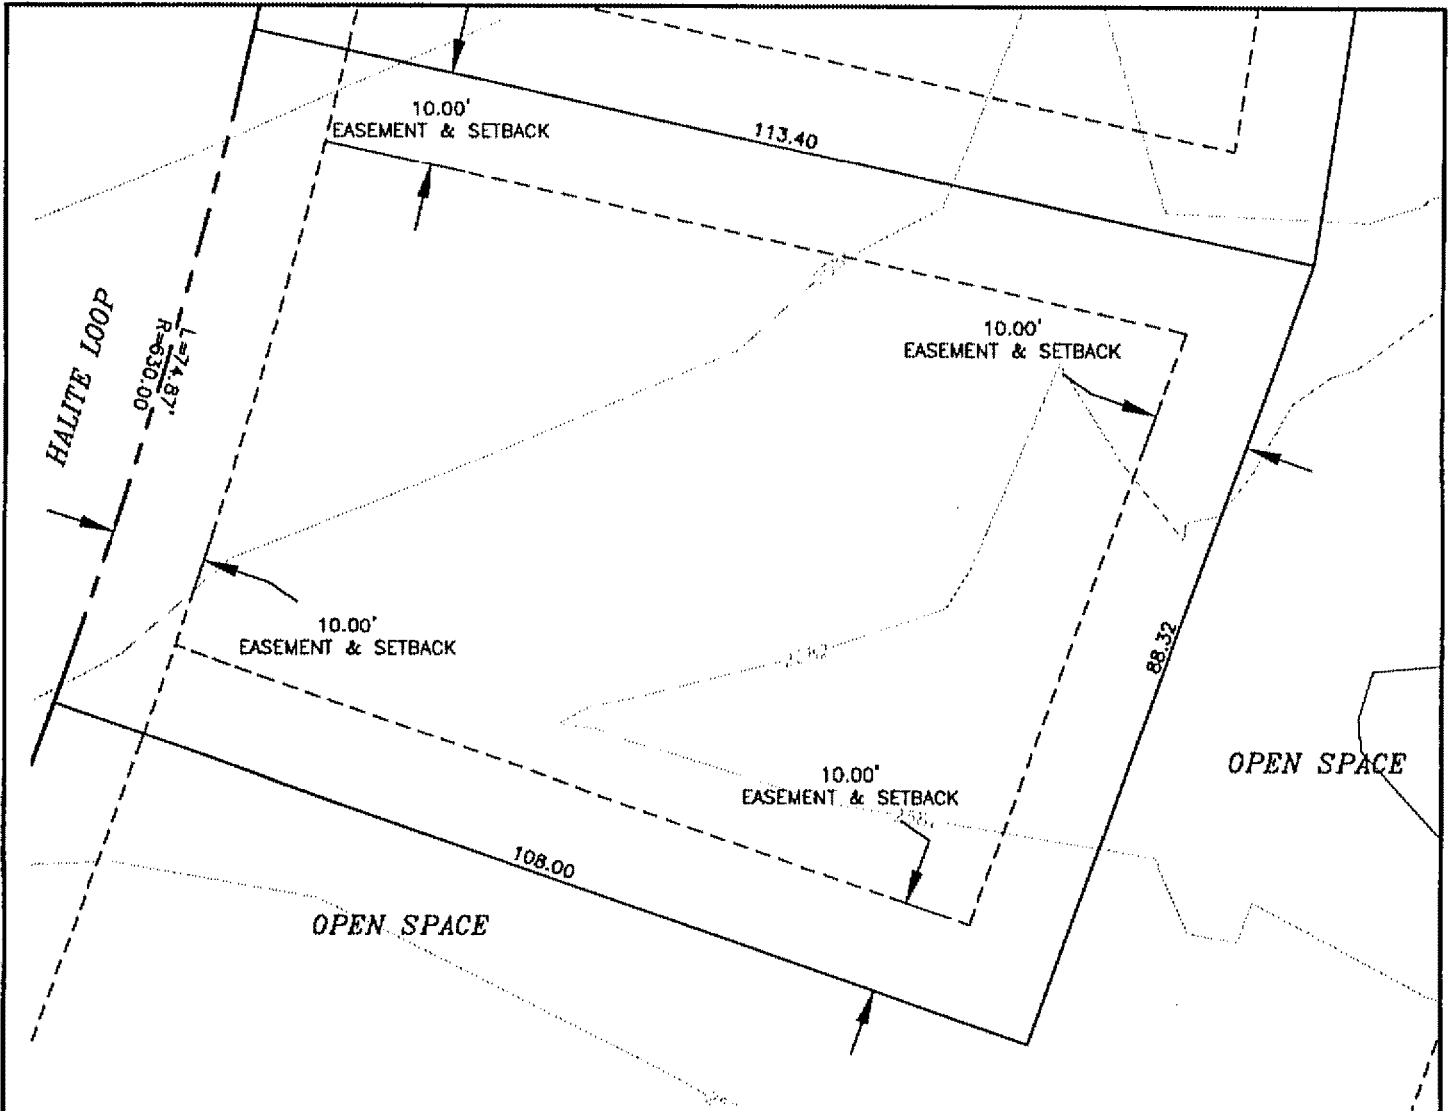 10.00'
EASEMENT & SETBACK
113.40
HALITE LOOP
L=74.87'
R=630.00
10.00'
EASEMENT & SETBACK
10.00'
EASEMENT & SETBACK
88.32
OPEN SPACE
10.00'
EASEMENT & SETBACK
108.00
OPEN SPACE